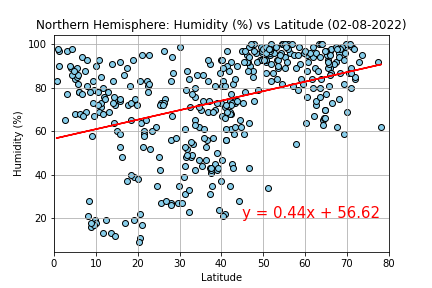 Northern Hemisphere: Humidity (%) vs Latitude (02-08-2022)
Humidity (%)
100
80
60
40
20
y = 0.44x + 56.62
0 10 20 30 40 50 60 70 80
Latitude